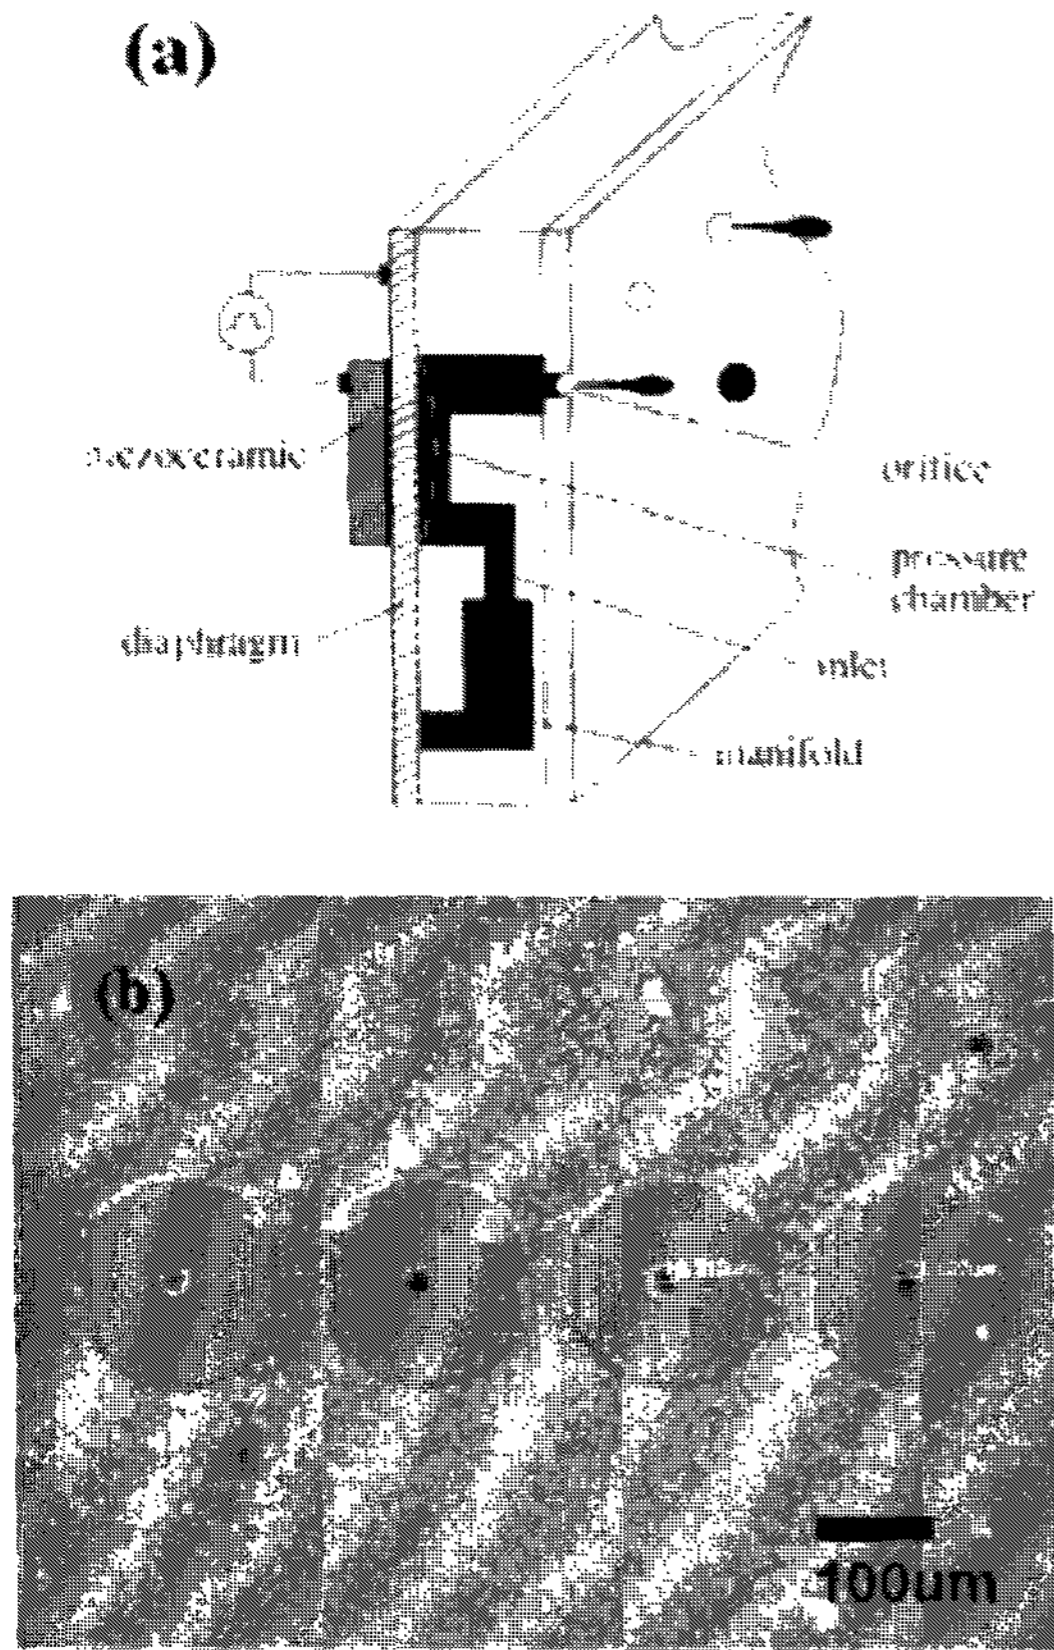 (a)
piezoceramic
orifice
pressure
chamber
diaphragm
inlet
manifold
(b)
100um